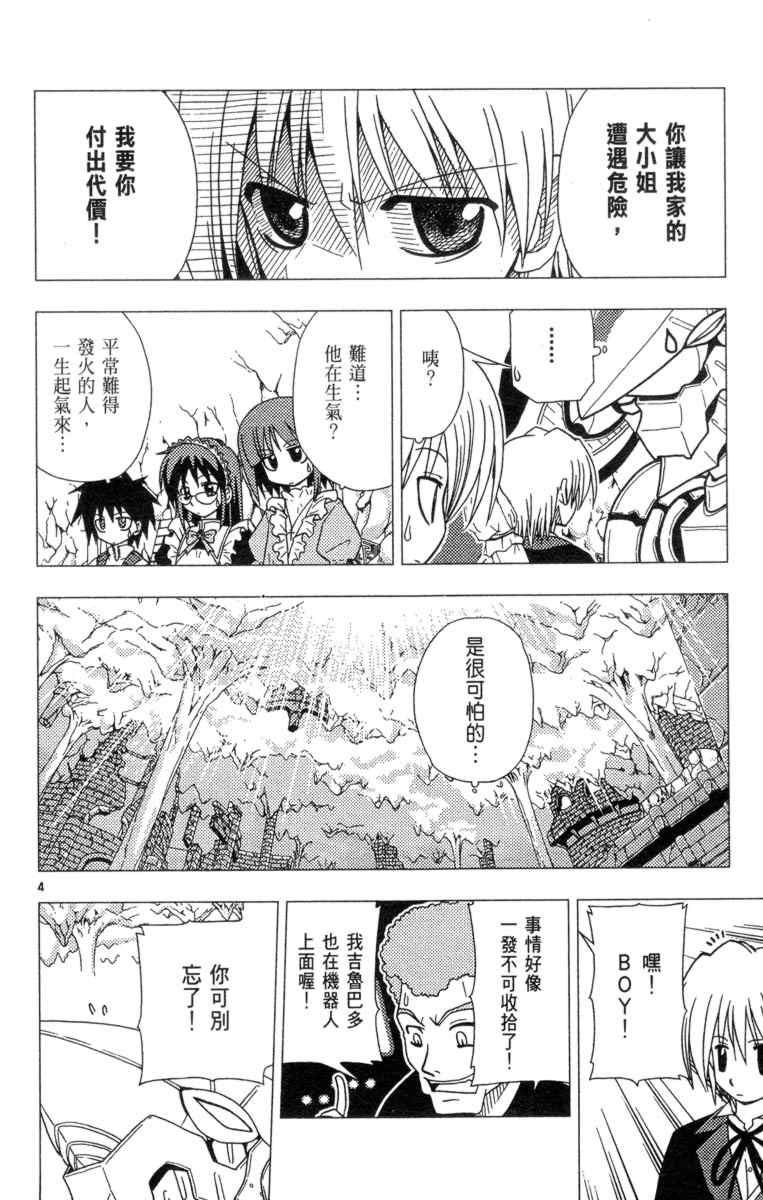 你讓我家的
大小姐
遭遇危險，
我要你
付出代價！
……
咦？
難道…
他在生氣？
平常難得
發火的人，
一生起氣來…
是很可怕的…
4
嘿！
BOY！
事情好像
一發不可收拾了！
我吉魯巴多
也在機器人
上面喔！
你可別
忘了！